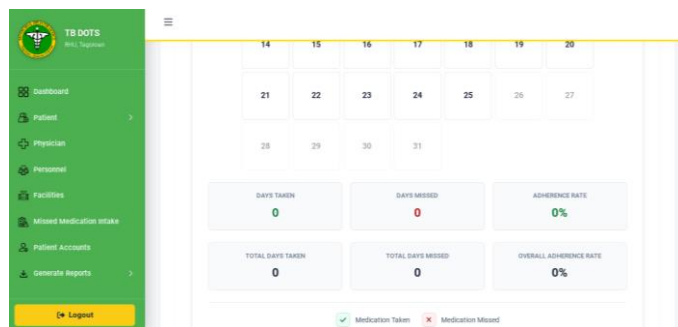 TB DOTS
RHU, Tagoloan
Dashboard
Patient
Physician
Personnel
Facilities
Missed Medication Intake
Patient Accounts
Generate Reports
Logout
14 15 16 17 18 19 20
21 22 23 24 25 26 27
28 29 30 31
DAYS TAKEN DAYS MISSED ADHERENCE RATE
0 0 0%
TOTAL DAYS TAKEN TOTAL DAYS MISSED OVERALL ADHERENCE RATE
0 0 0%
Medication Taken Medication Missed